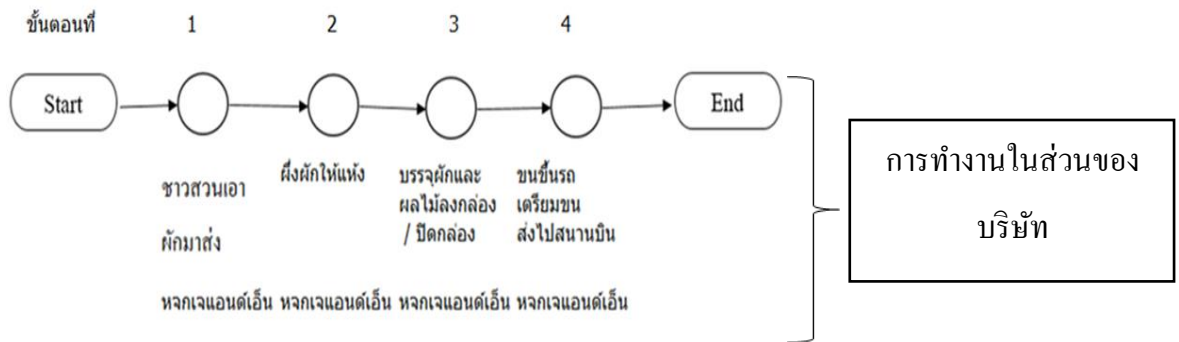 ขั้นตอนที่ 1 2 3 4
Start End
ชาวสวนเอา
ผักมาส่ง
ผึ่งผักให้แห้ง
บรรจุผักและ
ผลไม้ลงกล่อง
/ ปิดกล่อง
ขนขึ้นรถ
เตรียมขน
ส่งไปสนานบิน
หจกเจแอนด์เอ็น หจกเจแอนด์เอ็น หจกเจแอนด์เอ็น หจกเจแอนด์เอ็น
การทำงานในส่วนของ
บริษัท